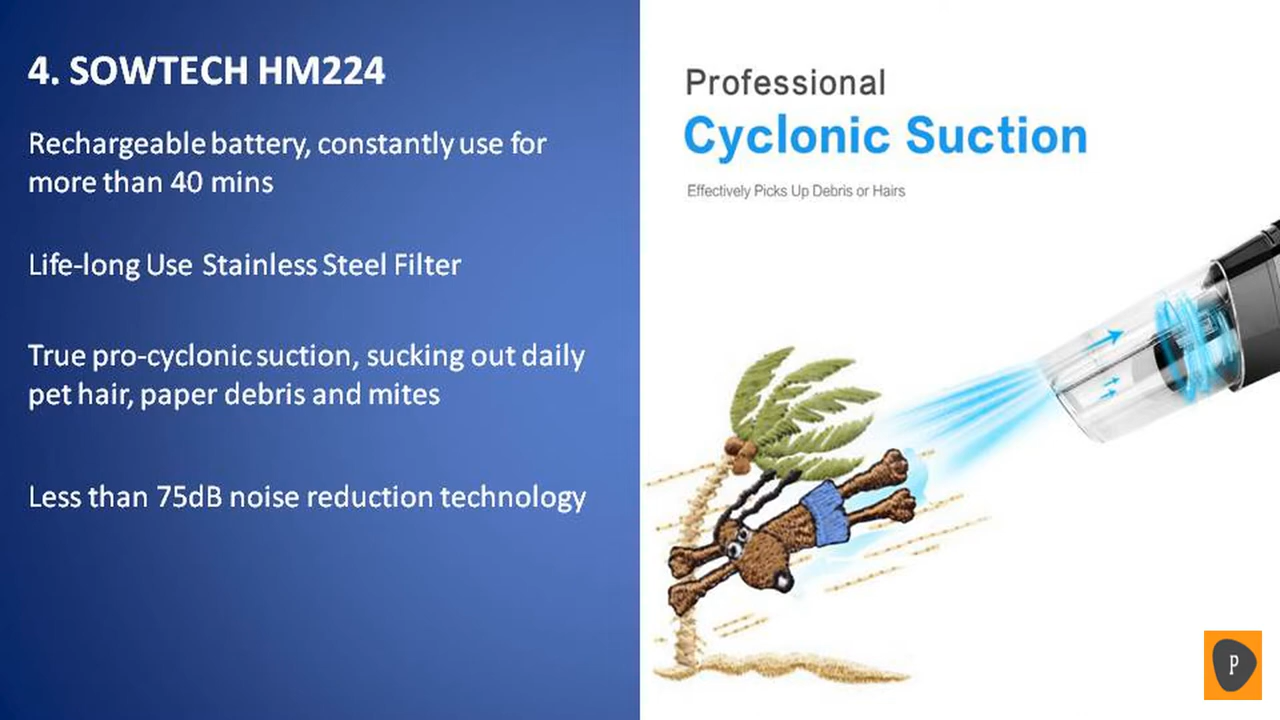 4. SOWTECH HM224
Rechargeable battery, constantly use for
more than 40 mins
Life-long Use Stainless Steel Filter
True pro-cyclonic suction, sucking out daily
pet hair, paper debris and mites
Less than 75dB noise reduction technology
Professional
Cyclonic Suction
Effectively Picks Up Debris or Hairs
P